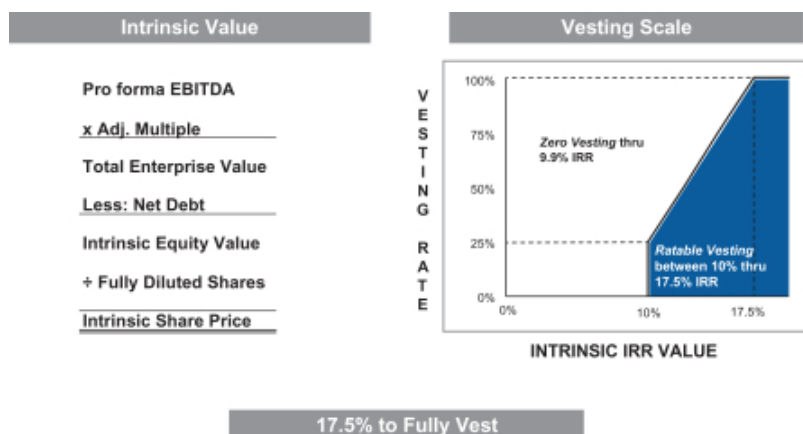 Intrinsic Value
Pro forma EBITDA
x Adj. Multiple
Total Enterprise Value
Less: Net Debt
Intrinsic Equity Value
÷ Fully Diluted Shares
Intrinsic Share Price
Vesting Scale
VESTING RATE
100%
75%
50%
25%
0%
Zero Vesting thru
9.9% IRR
Ratable Vesting
between 10% thru
17.5% IRR
0%
10%
17.5%
INTRINSIC IRR VALUE
17.5% to Fully Vest